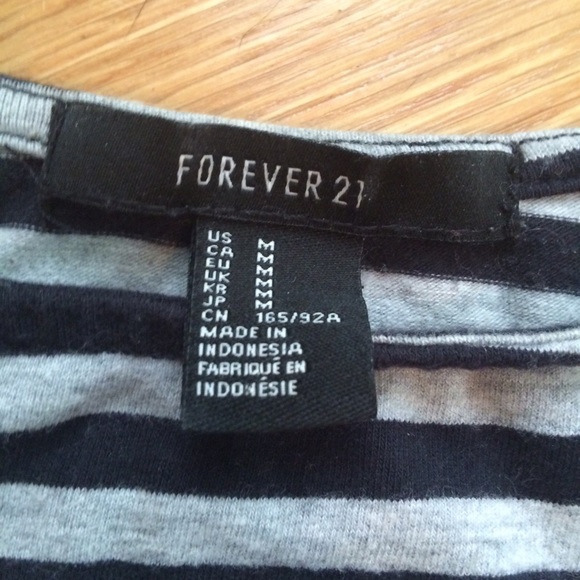 FOREVER 21
US M
CA M
EU M
UK M
KR M
JP M
CN 165/92A
MADE IN
INDONESIA
FABRIQUÉ EN
INDONÉSIE